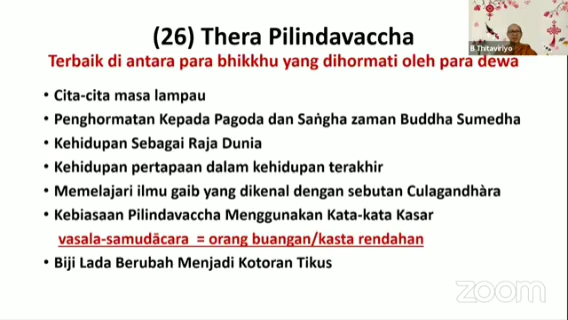 (26) Thera Pilindavaccha
Terbaik di antara para bhikkhu yang dihormati oleh para dewa
• Cita-cita masa lampau
• Penghormatan Kepada Pagoda dan Saṅgha zaman Buddha Sumedha
• Kehidupan Sebagai Raja Dunia
• Kehidupan pertapaan dalam kehidupan terakhir
• Memelajari ilmu gaib yang dikenal dengan sebutan Culagandhàra
• Kebiasaan Pilindavaccha Menggunakan Kata-kata Kasar
vasala-samudācara = orang buangan/kasta rendahan
• Biji Lada Berubah Menjadi Kotoran Tikus
B Thitaviriyo
zoom